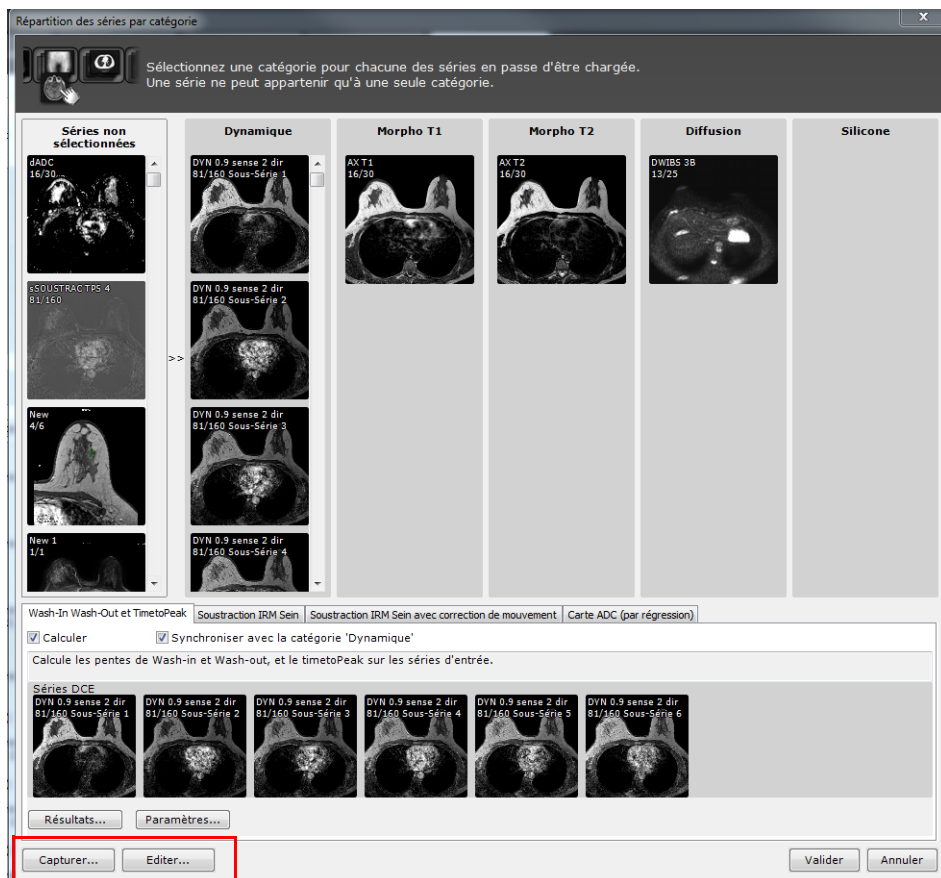 Répartition des séries par catégorie
x
Sélectionnez une catégorie pour chacune des séries en passe d'être chargée.
Une série ne peut appartenir qu'à une seule catégorie.
Séries non
sélectionnées
dADC
16/30
sSOUSTRAC TPS 4
81/160
New
4/6
New 1
1/1
>>
Dynamique
DYN 0.9 sense 2 dir
81/160 Sous-Série 1
DYN 0.9 sense 2 dir
81/160 Sous-Série 2
DYN 0.9 sense 2 dir
81/160 Sous-Série 3
DYN 0.9 sense 2 dir
81/160 Sous-Série 4
Morpho T1
AX T1
16/30
Morpho T2
AX T2
16/30
Diffusion
DWIBS 3B
13/25
Silicone
Wash-In Wash-Out et TimetoPeak
Soustraction IRM Sein
Soustraction IRM Sein avec correction de mouvement
Carte ADC (par régression)
Calculer
Synchroniser avec la catégorie 'Dynamique'
Calcule les pentes de Wash-in et Wash-out, et le timetoPeak sur les séries d'entrée.
Séries DCE
DYN 0.9 sense 2 dir
81/160 Sous-Série 1
DYN 0.9 sense 2 dir
81/160 Sous-Série 2
DYN 0.9 sense 2 dir
81/160 Sous-Série 3
DYN 0.9 sense 2 dir
81/160 Sous-Série 4
DYN 0.9 sense 2 dir
81/160 Sous-Série 5
DYN 0.9 sense 2 dir
81/160 Sous-Série 6
Résultats...
Paramètres...
Capturer...
Editer...
Valider
Annuler